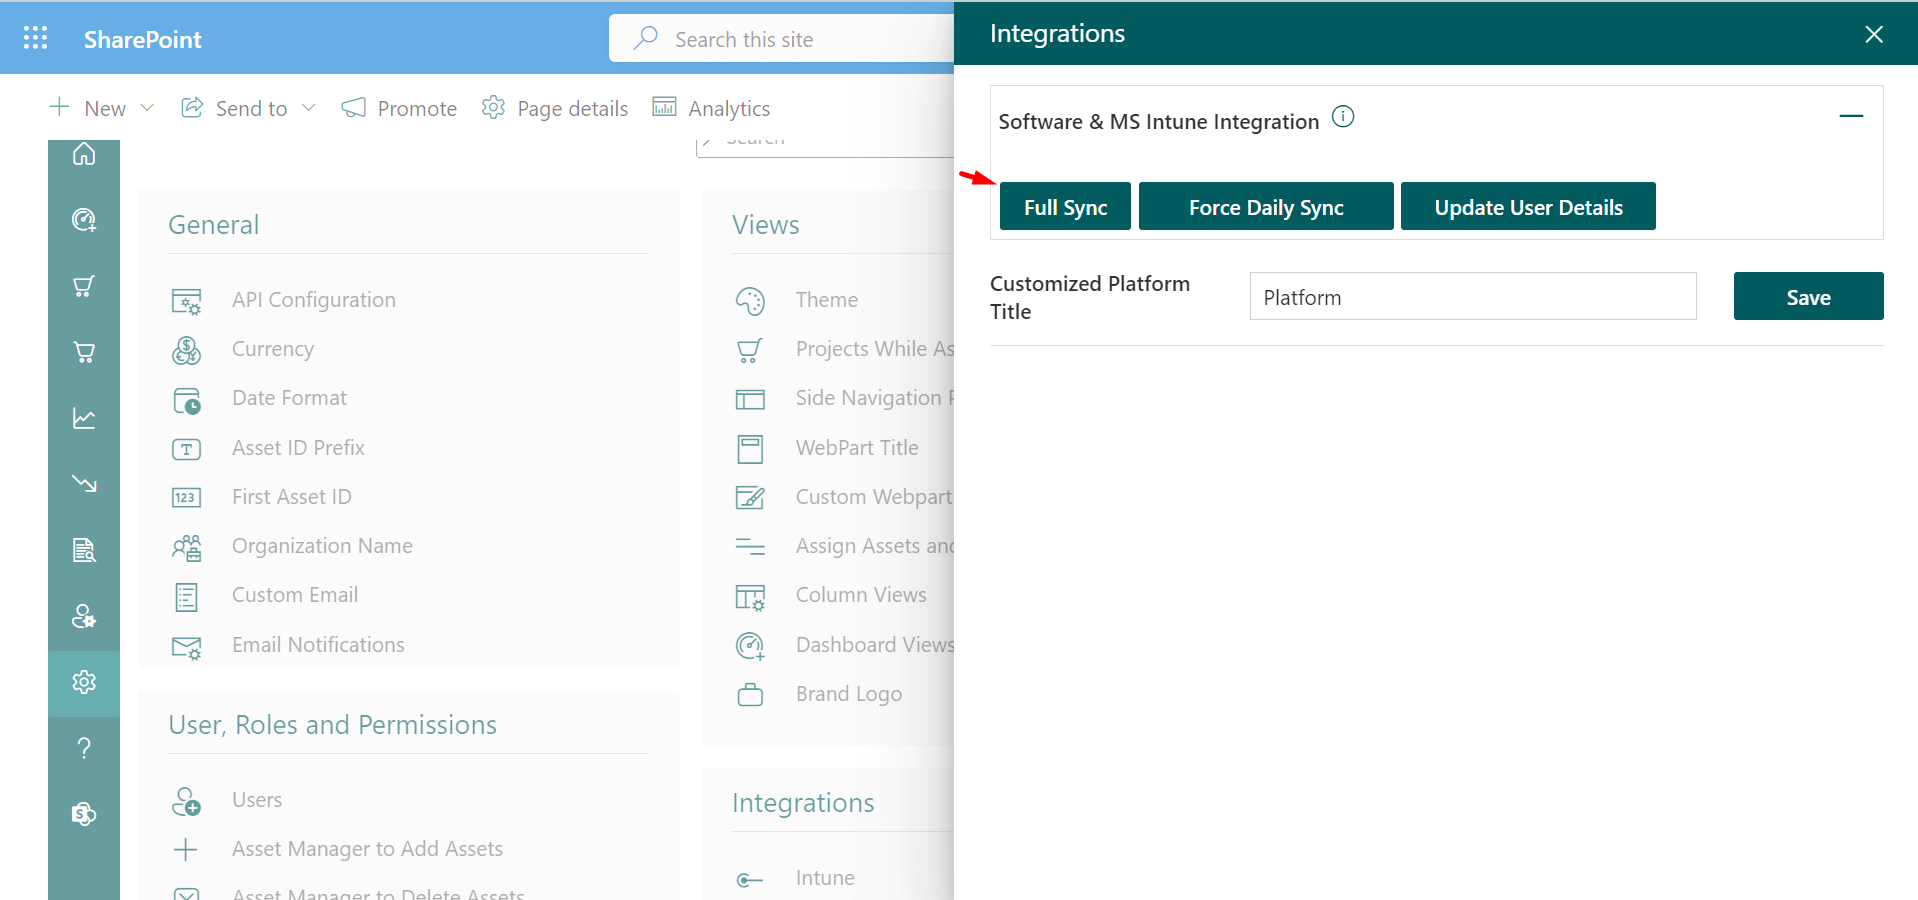 SharePoint
Search this site
New
Send to
Promote
Page details
Analytics
Search
General
API Configuration
Currency
Date Format
Asset ID Prefix
First Asset ID
Organization Name
Custom Email
Email Notifications
User, Roles and Permissions
Users
Asset Manager to Add Assets
Asset Manager to Delete Assets
Views
Theme
Projects While As
Side Navigation
WebPart Title
Custom Webpart
Assign Assets and
Column Views
Dashboard Views
Brand Logo
Integrations
Intune
Integrations
Software & MS Intune Integration
Full Sync
Force Daily Sync
Update User Details
Customized Platform
Title
Platform
Save